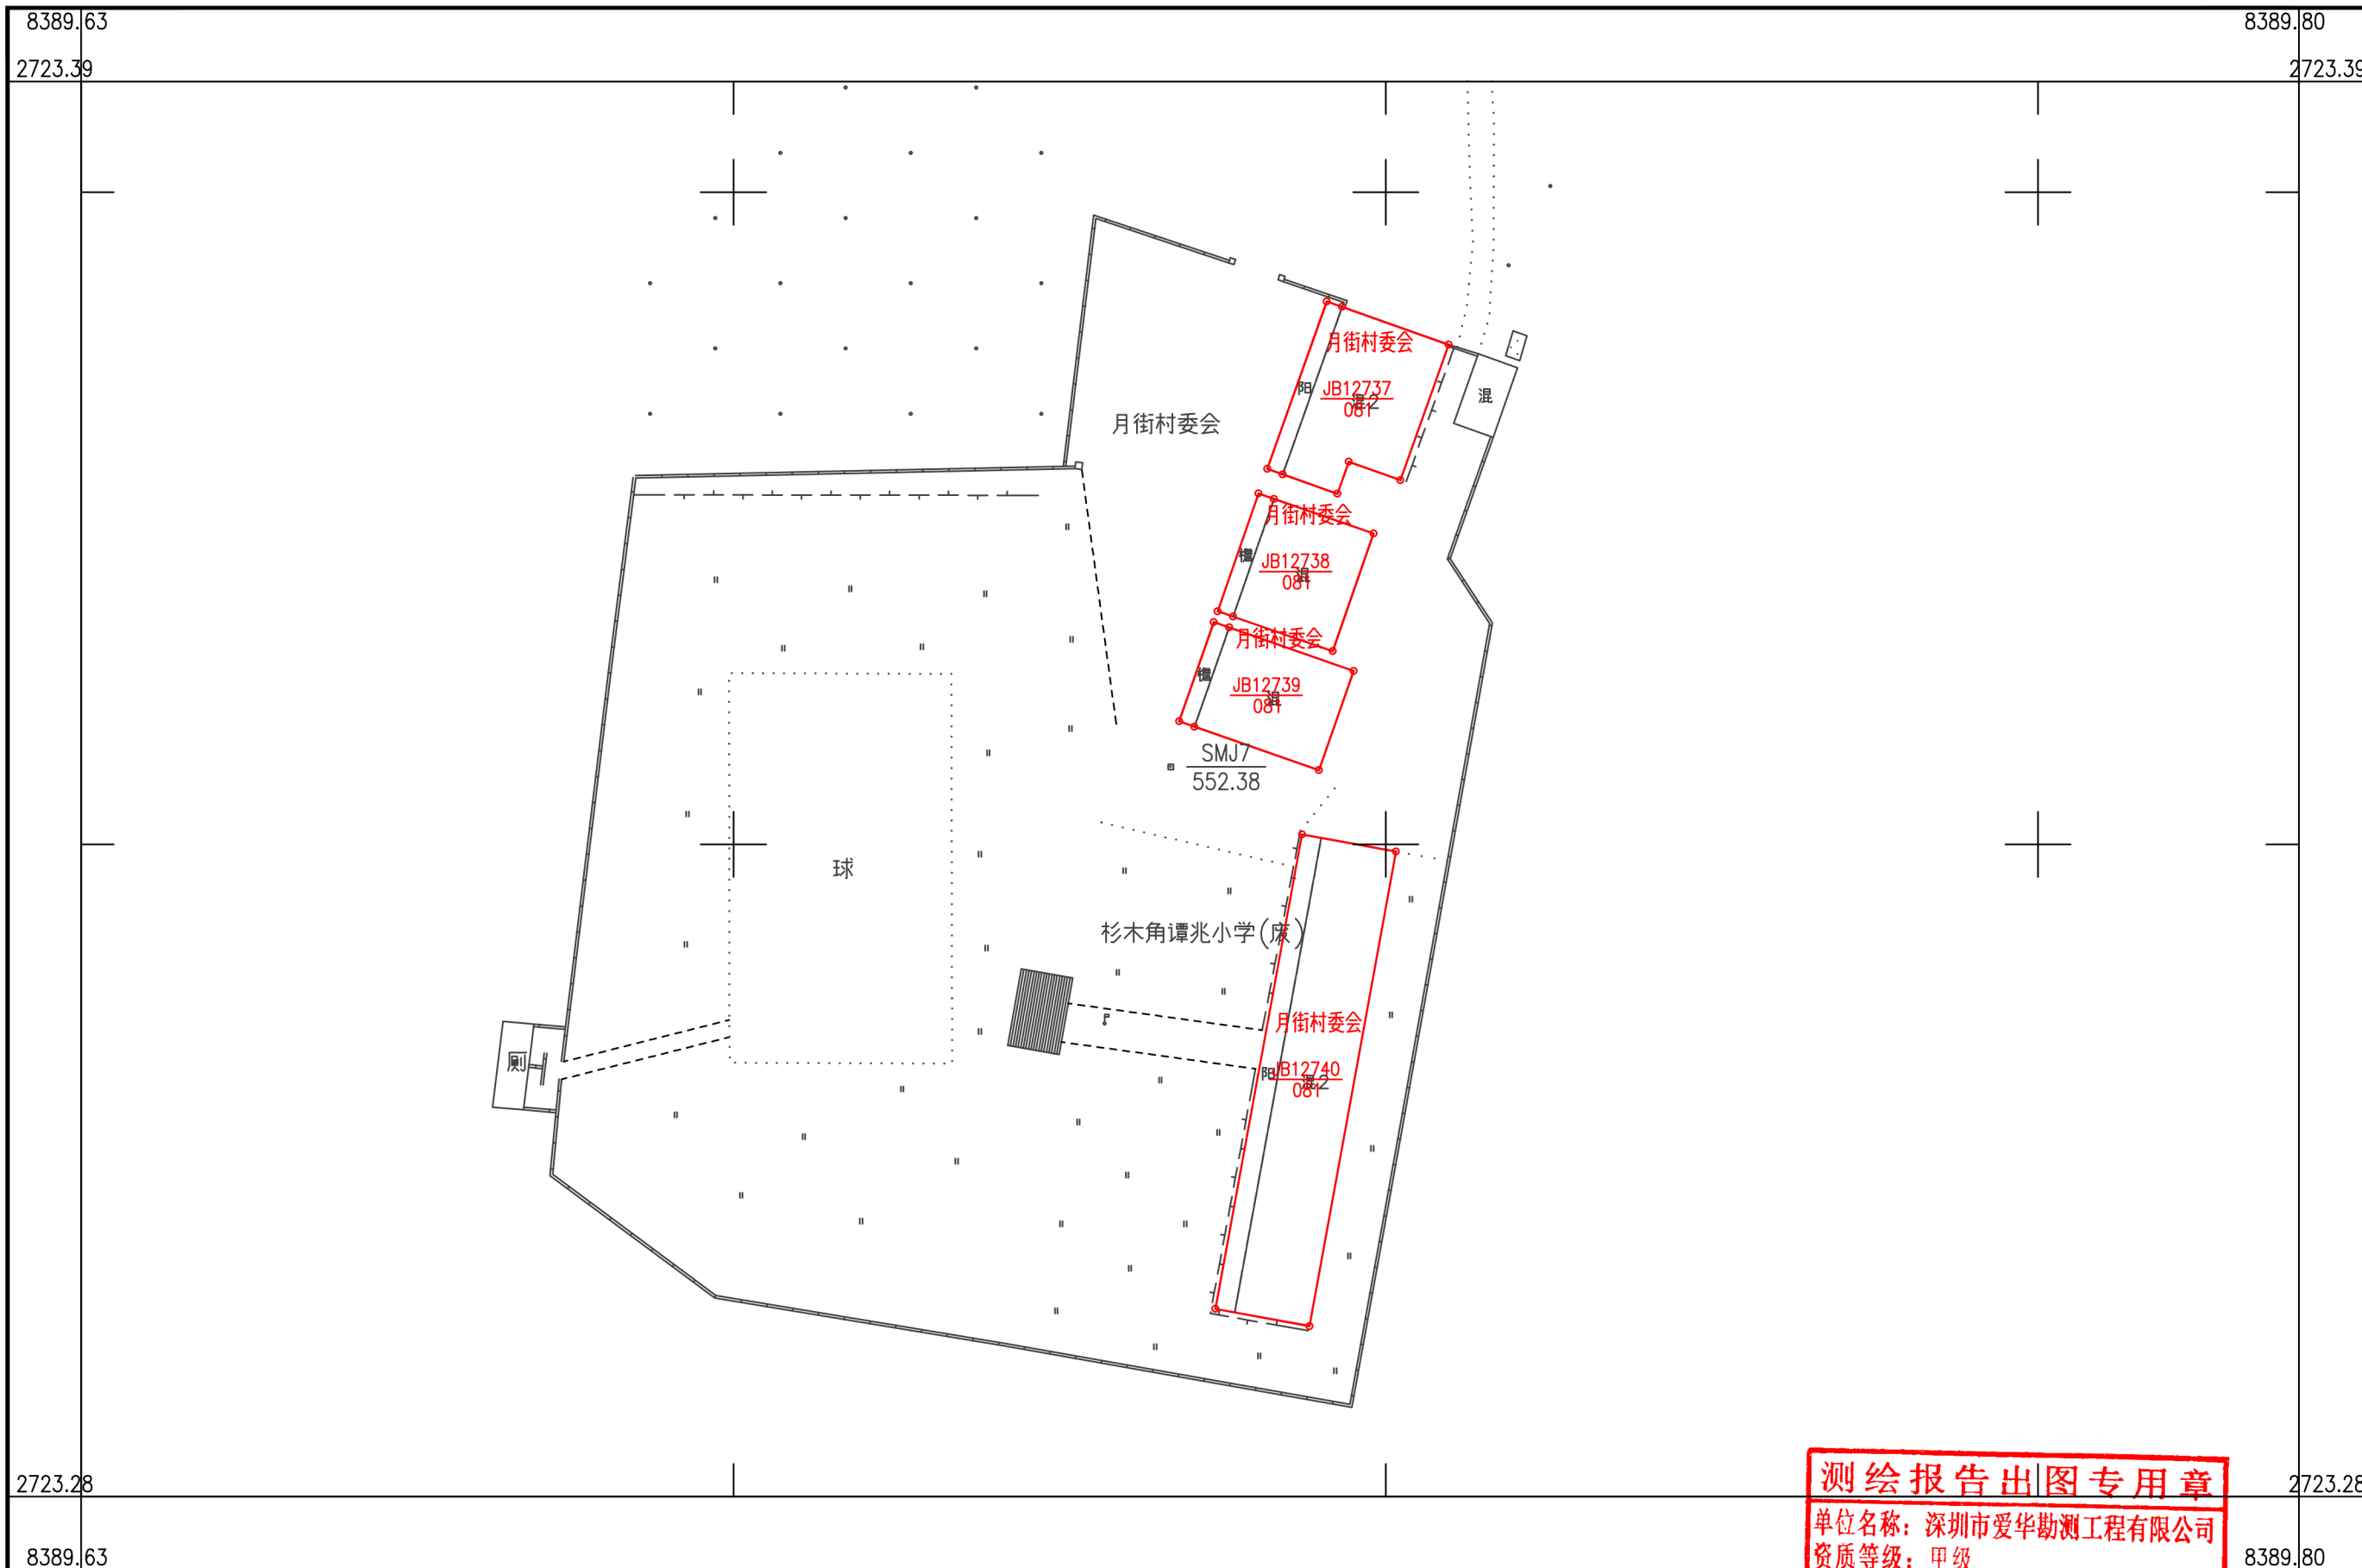 8389.63
8389.80
2723.39
2723.39
月街村委会
阳
JB12737
混2
081
混
月街村委会
月街村委会
檐
JB12738
混
081
月街村委会
檐
JB12739
混
081
SMJ7
552.38
球
杉木角谭兆小学(废)
月街村委会
厕
阳
JB12740
混2
081
测绘报告出图专用章
2723.28
2723.28
单位名称：深圳市爱华勘测工程有限公司
资质等级：甲级
8389.63
8389.80